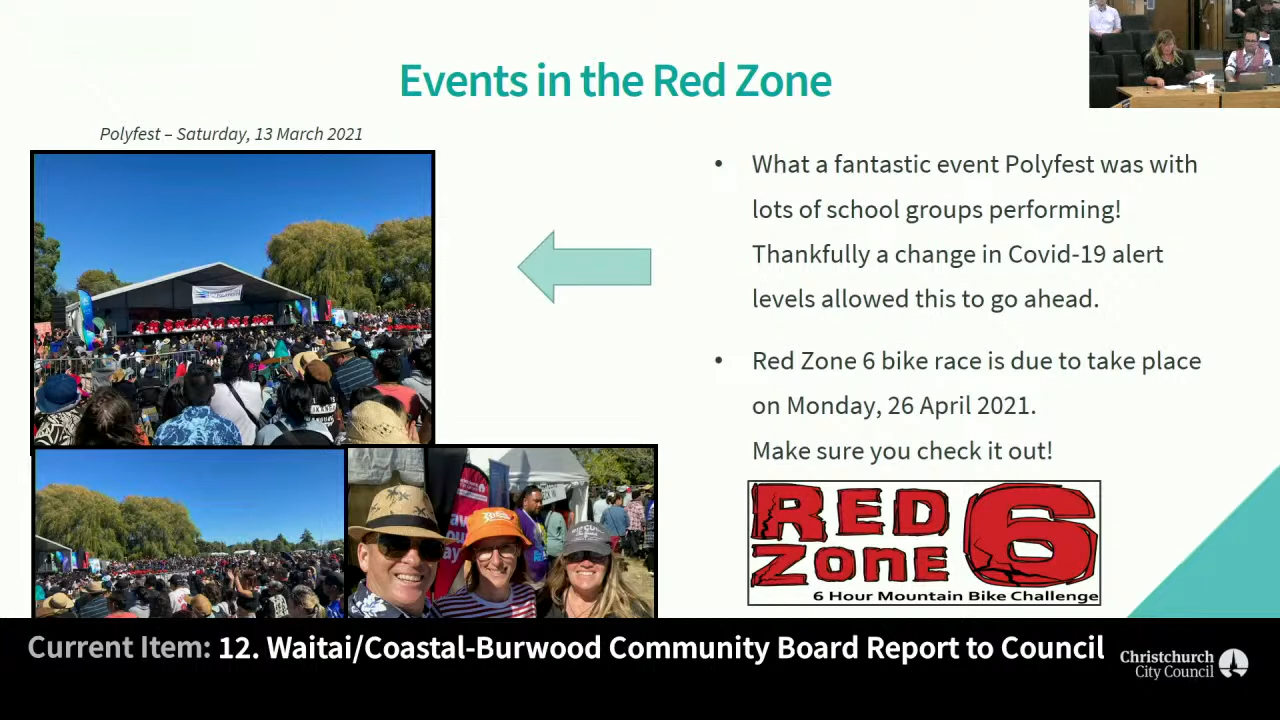 Events in the Red Zone
Polyfest – Saturday, 13 March 2021
• What a fantastic event Polyfest was with
lots of school groups performing!
Thankfully a change in Covid-19 alert
levels allowed this to go ahead.
• Red Zone 6 bike race is due to take place
on Monday, 26 April 2021.
Make sure you check it out!
RED
ZONE
6
6 Hour Mountain Bike Challenge
Current Item: 12. Waitai/Coastal-Burwood Community Board Report to Council
Christchurch
City Council